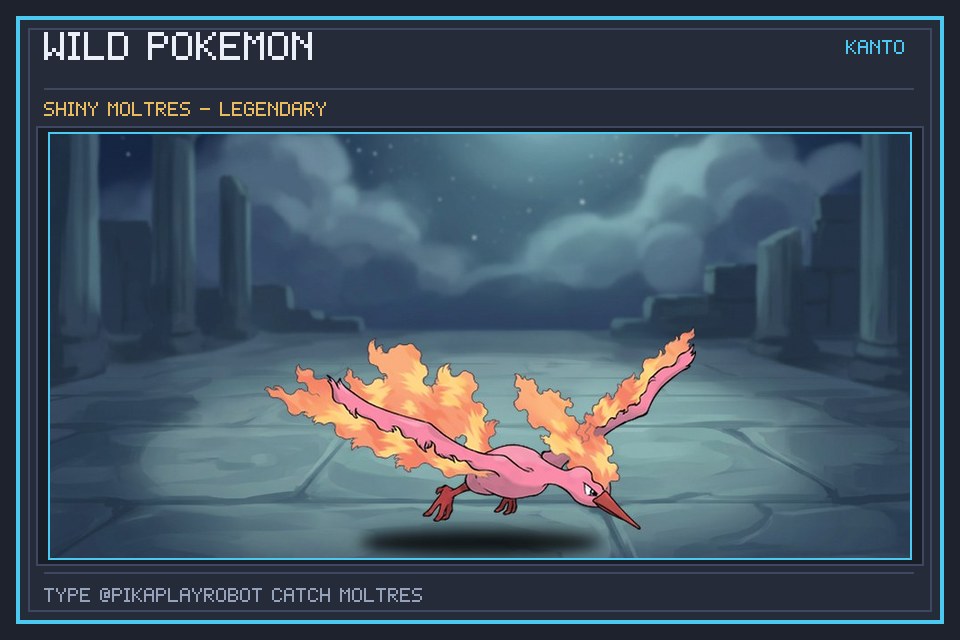 WILD POKEMON
KANTO
SHINY MOLTRES - LEGENDARY
TYPE @PIKAPLAYROBOT CATCH MOLTRES